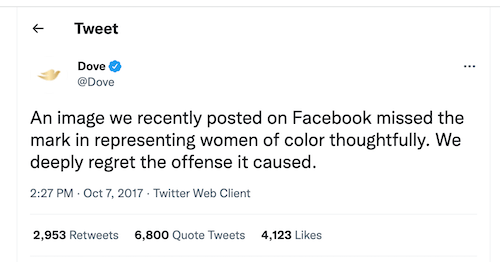 Tweet
Dove
@Dove
An image we recently posted on Facebook missed the
mark in representing women of color thoughtfully. We
deeply regret the offense it caused.
2:27 PM · Oct 7, 2017 · Twitter Web Client
2,953 Retweets 6,800 Quote Tweets 4,123 Likes